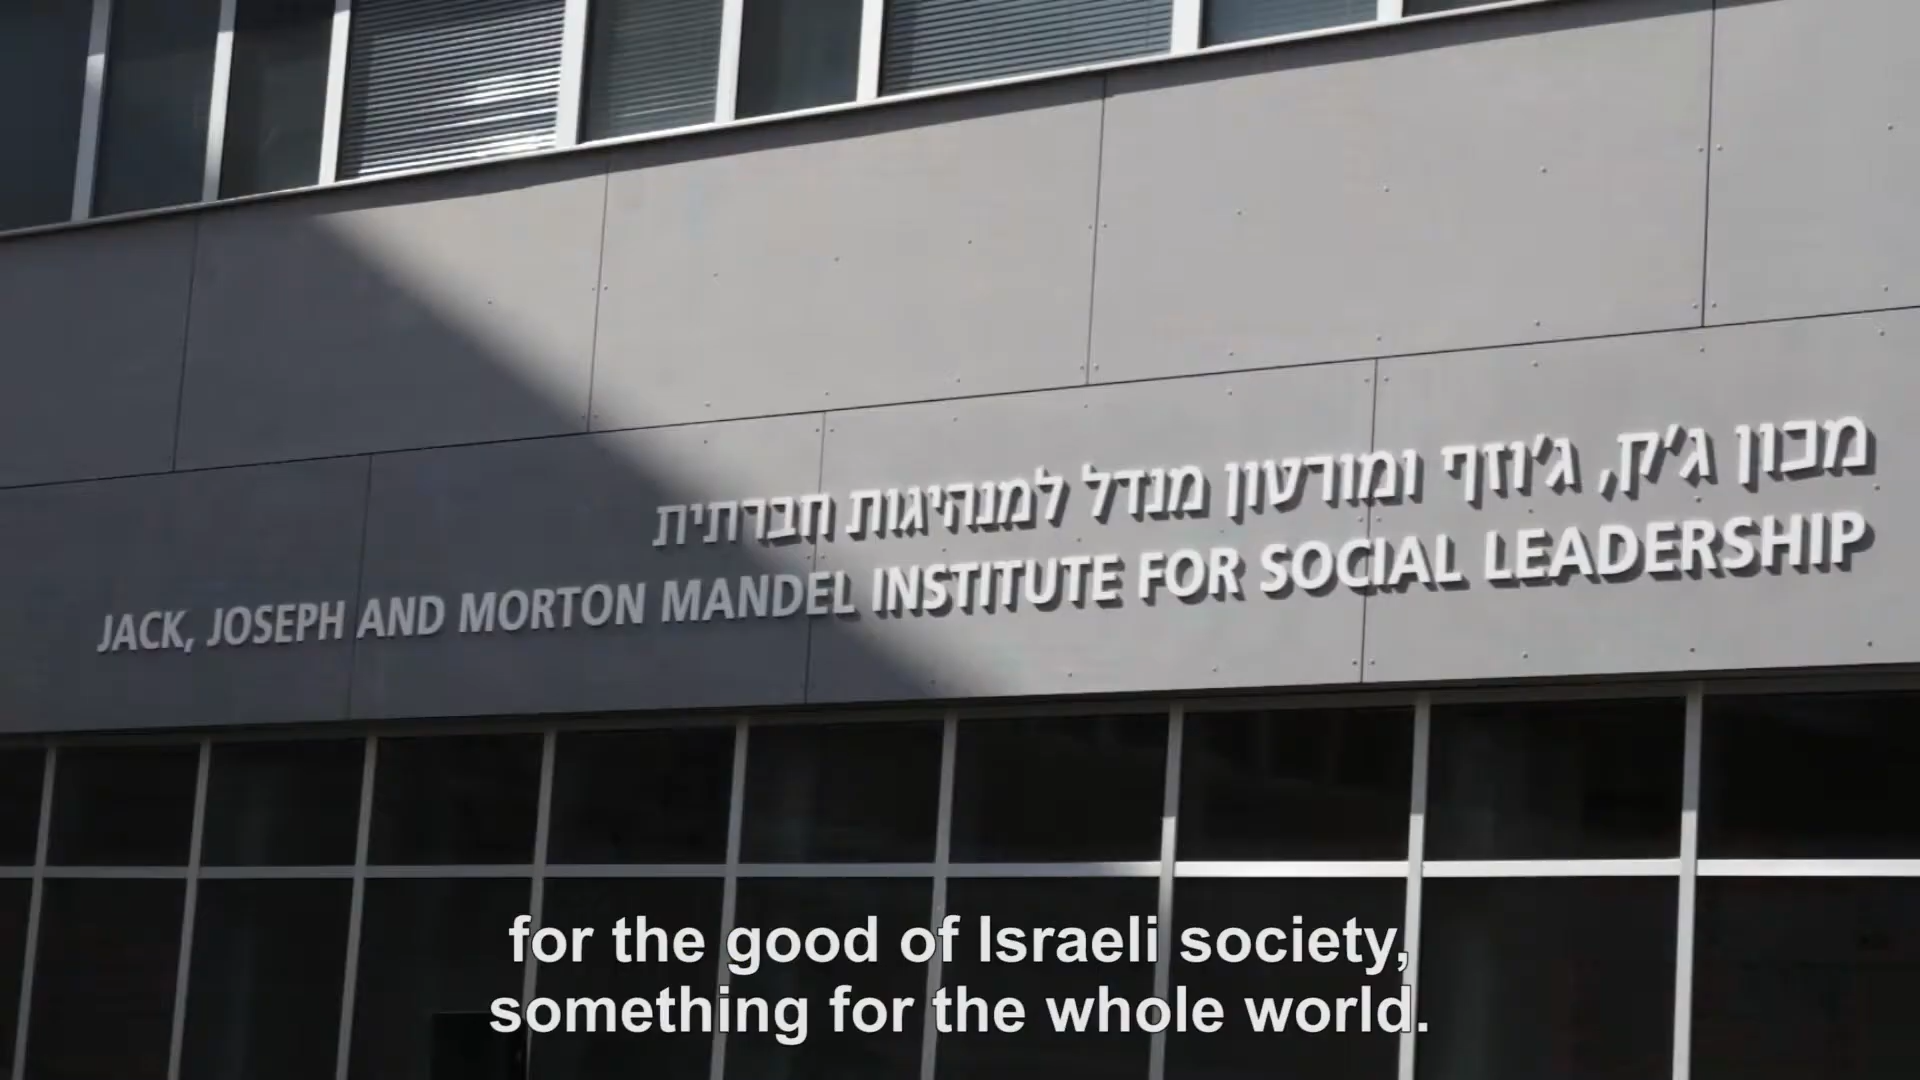 מכון ג'ק, ג'וזף ומורטון מנדל למנהיגות חברתית
JACK, JOSEPH AND MORTON MANDEL INSTITUTE FOR SOCIAL LEADERSHIP
for the good of Israeli society,
something for the whole world.